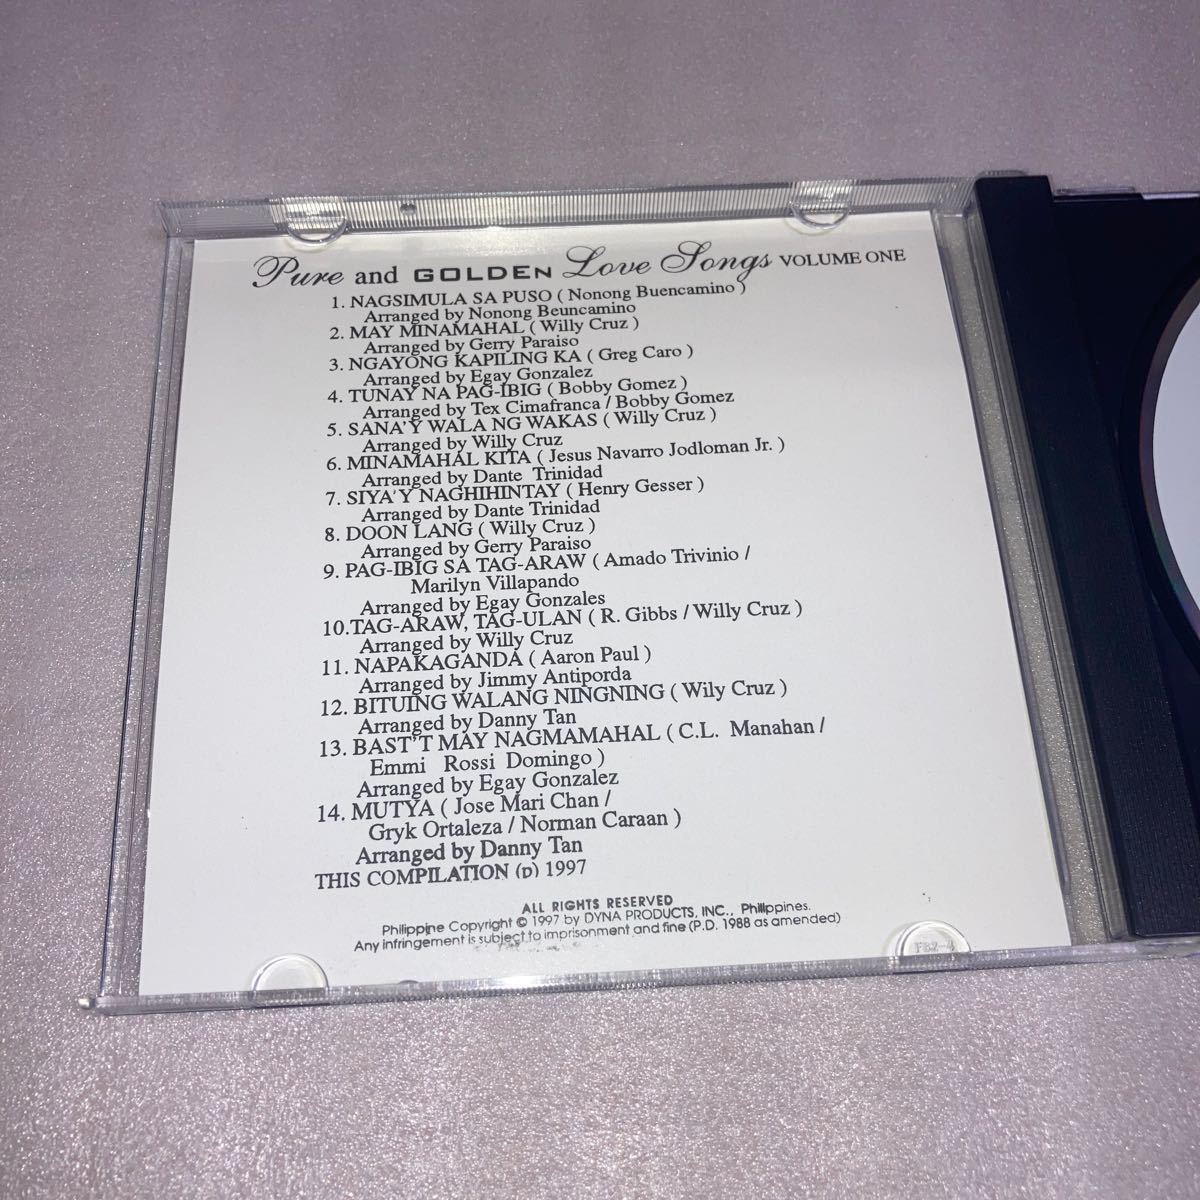 Pure and GOLDEN Love Songs VOLUME ONE
1. NAGSIMULA SA PUSO ( Nonong Buencamino )
Arranged by Nonong Beuncamino
2. MAY MINAMAHAL ( Willy Cruz )
Arranged by Gerry Paraiso
3. NGAYONG KAPILING KA ( Greg Caro )
Arranged by Egay Gonzalez
4. TUNAY NA PAG-IBIG ( Bobby Gomez )
Arranged by Tex Cimafranca / Bobby Gomez
5. SANA'Y WALA NG WAKAS ( Willy Cruz )
Arranged by Willy Cruz
6. MINAMAHAL KITA ( Jesus Navarro Jodloman Jr. )
Arranged by Dante Trinidad
7. SIYA'Y NAGHIHINTAY ( Henry Gesser )
Arranged by Dante Trinidad
8. DOON LANG ( Willy Cruz )
Arranged by Gerry Paraiso
9. PAG-IBIG SA TAG-ARAW ( Amado Trivinio /
Marilyn Villapando
Arranged by Egay Gonzales
10.TAG-ARAW, TAG-ULAN ( R. Gibbs / Willy Cruz )
Arranged by Willy Cruz
11. NAPAKAGANDA ( Aaron Paul )
Arranged by Jimmy Antiporda
12. BITUING WALANG NINGNING ( Wily Cruz )
Arranged by Danny Tan
13. BAST'T MAY NAGMAMAHAL ( C.L. Manahan /
Emmi Rossi Domingo )
Arranged by Egay Gonzalez
14. MUTYA ( Jose Mari Chan /
Gryk Ortaleza / Norman Caraan )
Arranged by Danny Tan
THIS COMPILATION (p) 1997
ALL RIGHTS RESERVED
Philippine Copyright © 1997 by DYNA PRODUCTS, INC., Philippines.
Any infringement is subject to imprisonment and fine (P.D. 1988 as amended)